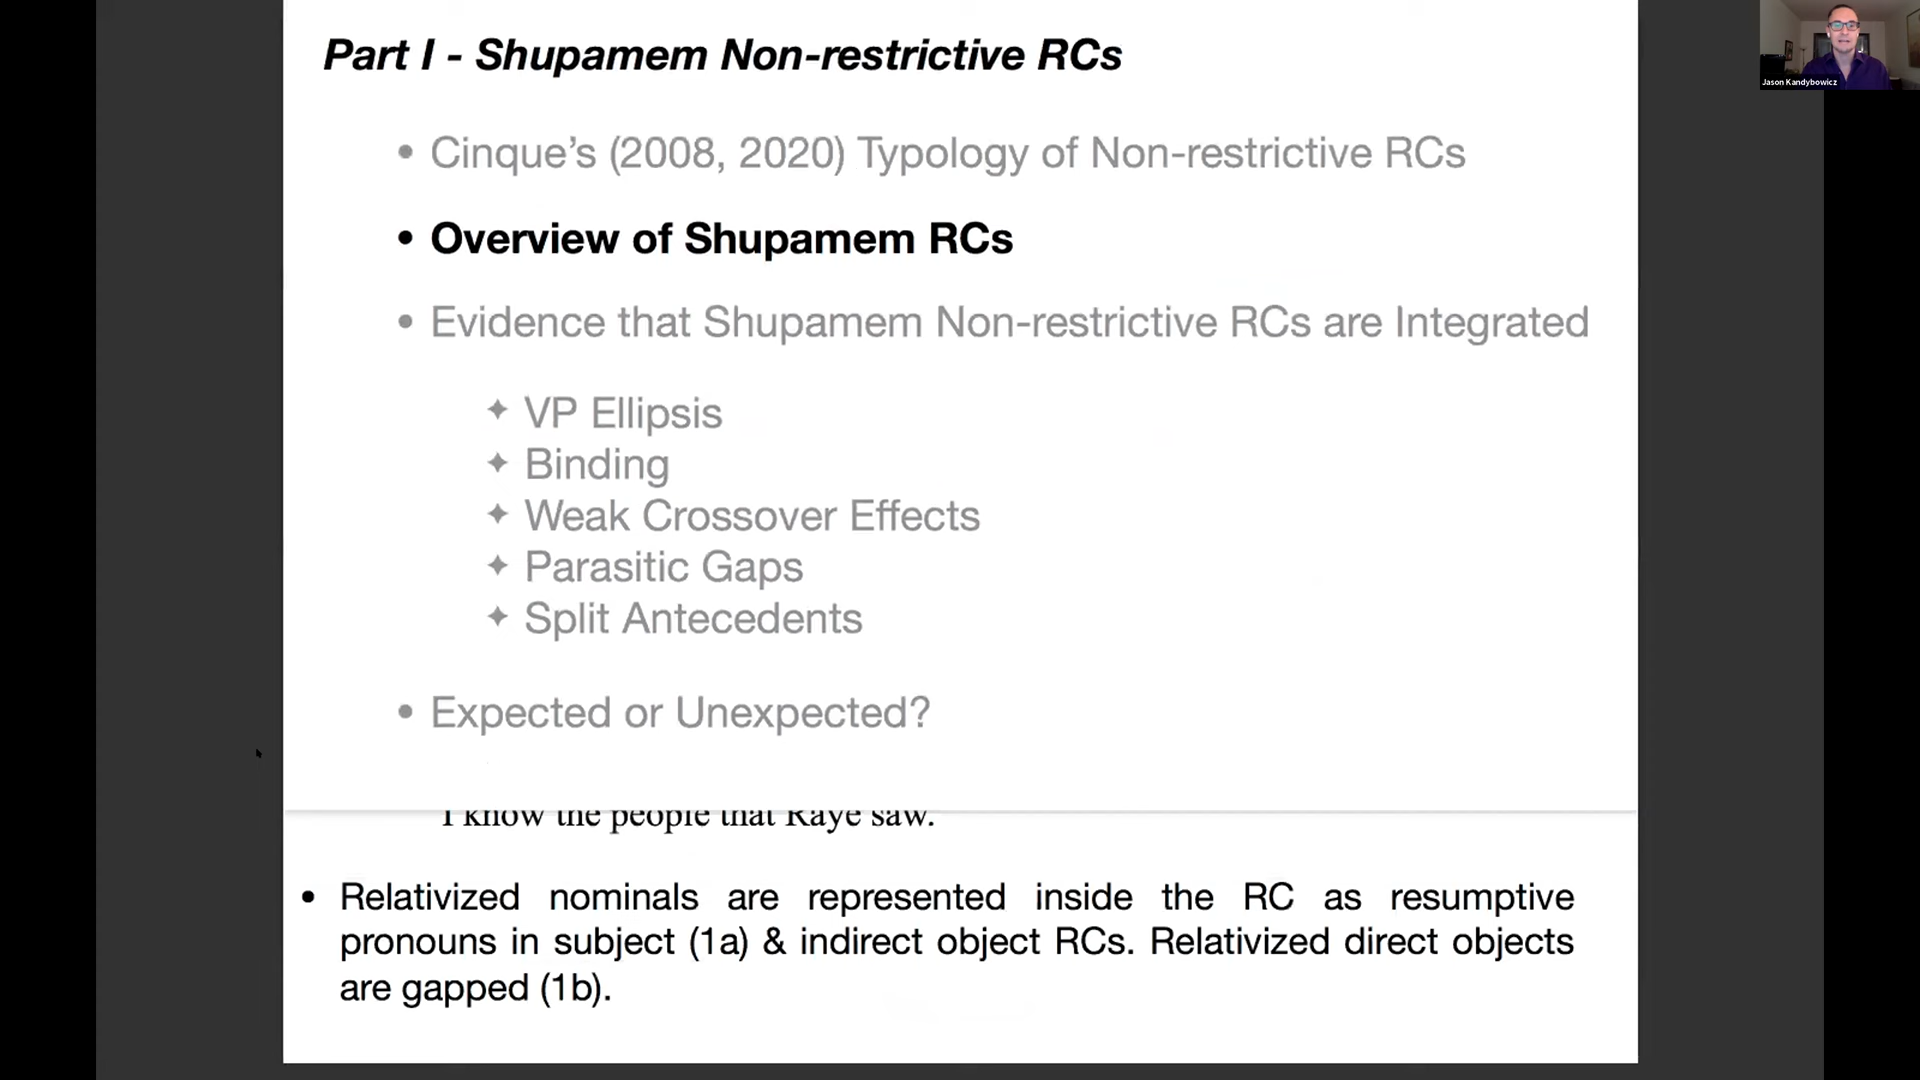 Part I - Shupamem Non-restrictive RCs
Jason Kandybowicz
• Cinque’s (2008, 2020) Typology of Non-restrictive RCs
• Overview of Shupamem RCs
• Evidence that Shupamem Non-restrictive RCs are Integrated
✦ VP Ellipsis
✦ Binding
✦ Weak Crossover Effects
✦ Parasitic Gaps
✦ Split Antecedents
• Expected or Unexpected?
I know the people that Raye saw.
• Relativized nominals are represented inside the RC as resumptive
pronouns in subject (1a) & indirect object RCs. Relativized direct objects
are gapped (1b).